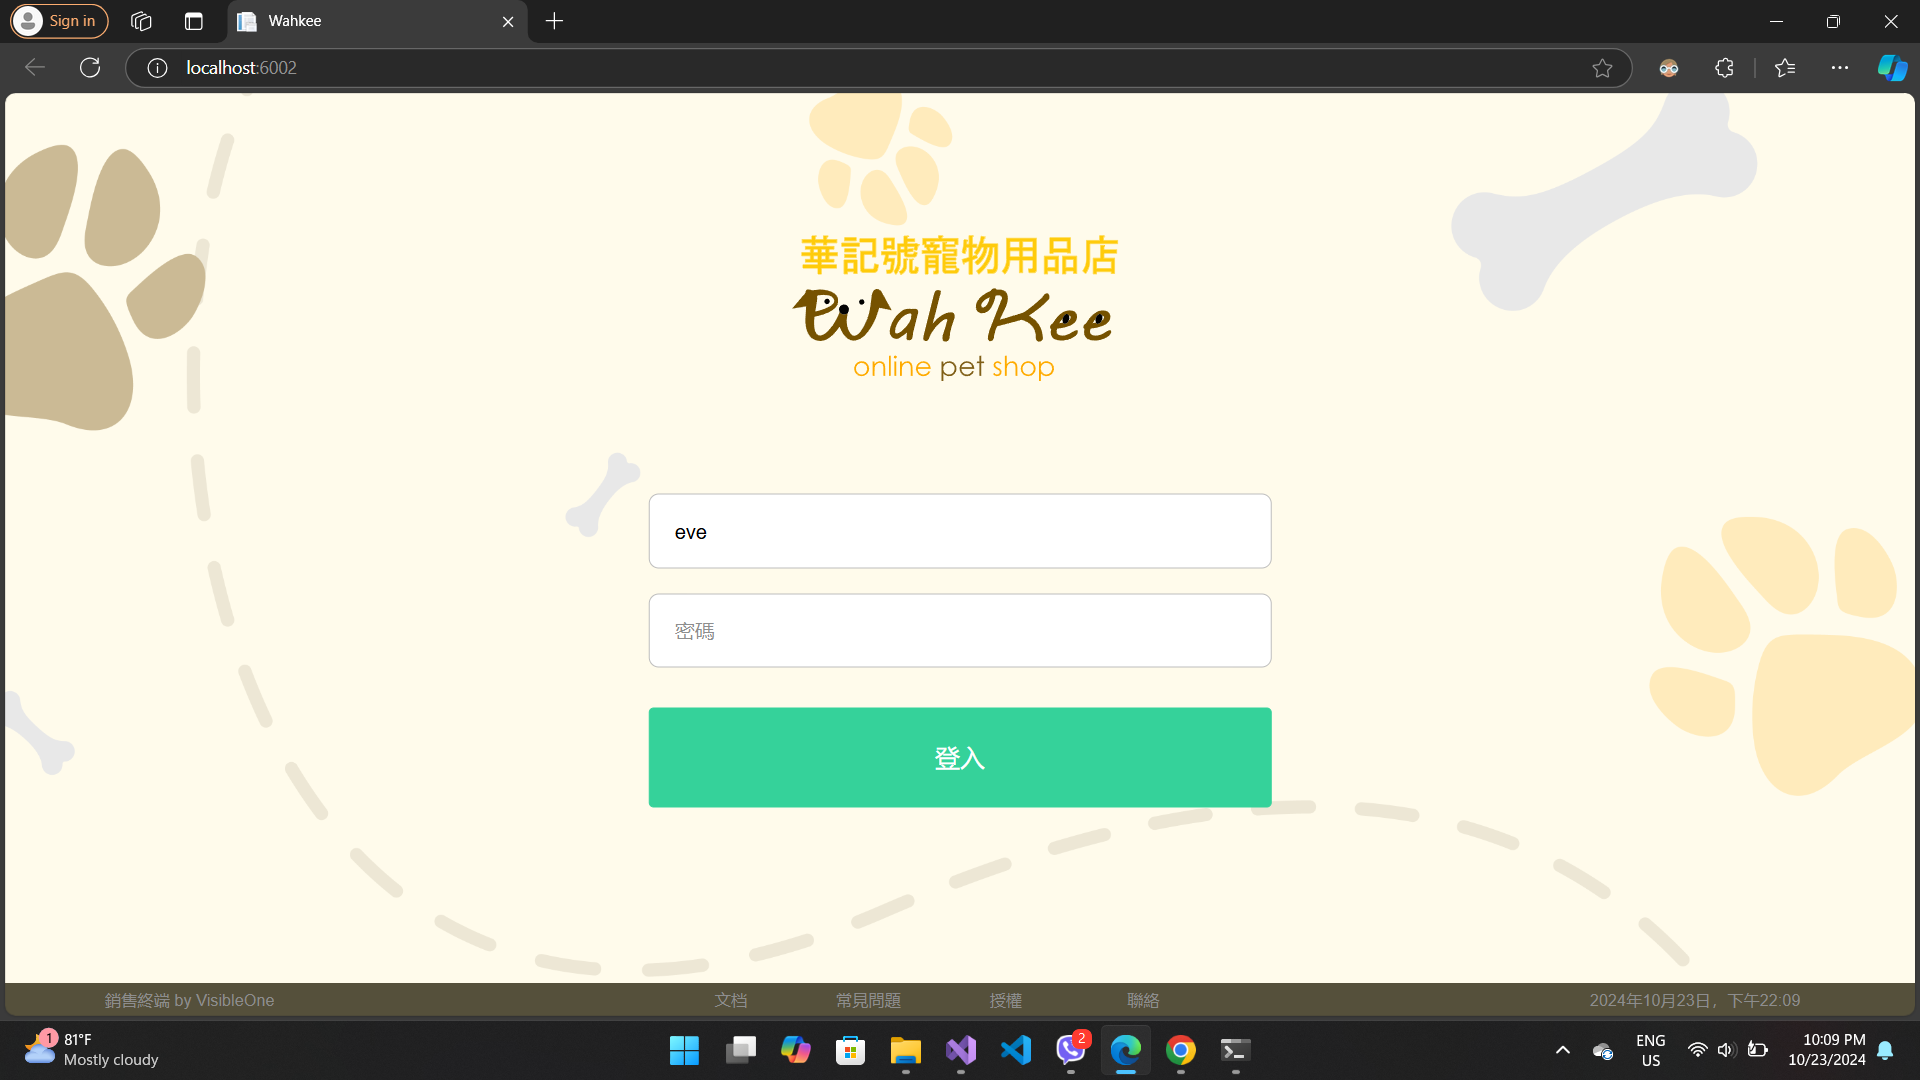 Sign in
Wahkee
localhost:6002
華記號寵物用品店
Wah Kee
online pet shop
eve
密碼
登入
銷售終端 by VisibleOne
文档
常見問題
授權
聯絡
2024年10月23日，下午22:09
1
81°F
Mostly cloudy
2
ENG
US
10:09 PM
10/23/2024